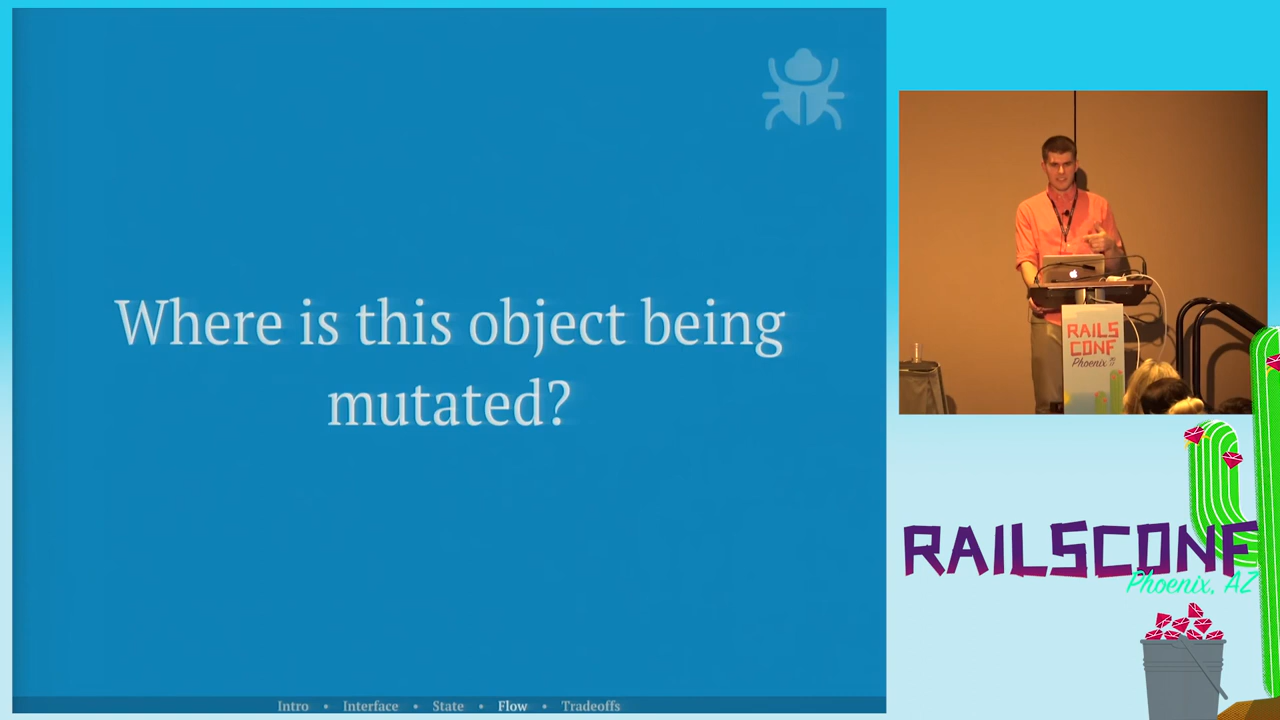 Where is this object being
mutated?
Intro • Interface • State • Flow • Tradeoffs
RAILS
CONF
Phoenix
RAILSCONF
Phoenix, AZ